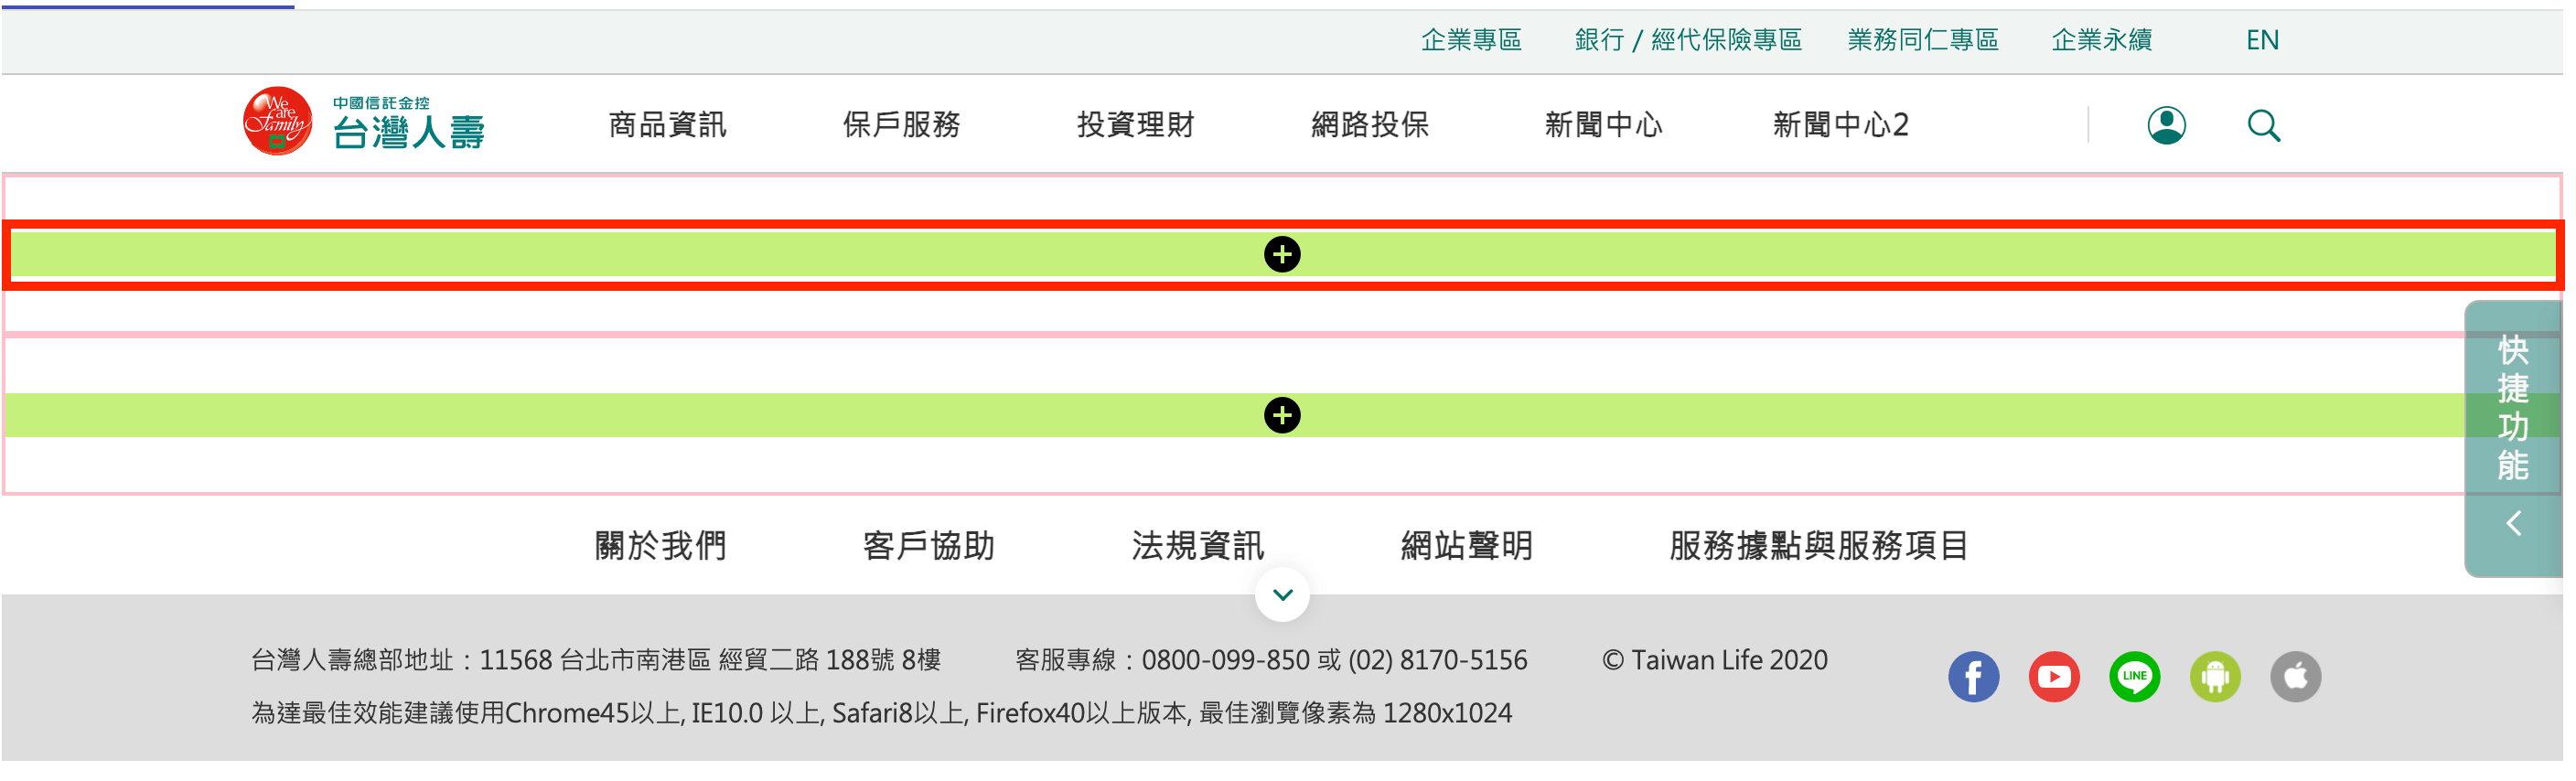 企業專區 銀行 / 經代保險專區 業務同仁專區 企業永續 EN
We are Family
中國信託金控
台灣人壽
商品資訊 保戶服務 投資理財 網路投保 新聞中心 新聞中心2
快捷功能
關於我們 客戶協助 法規資訊 網站聲明 服務據點與服務項目
台灣人壽總部地址：11568 台北市南港區 經貿二路 188號 8樓 客服專線：0800-099-850 或 (02) 8170-5156 © Taiwan Life 2020
LINE
為達最佳效能建議使用Chrome45以上, IE10.0 以上, Safari8以上, Firefox40以上版本, 最佳瀏覽像素為 1280x1024